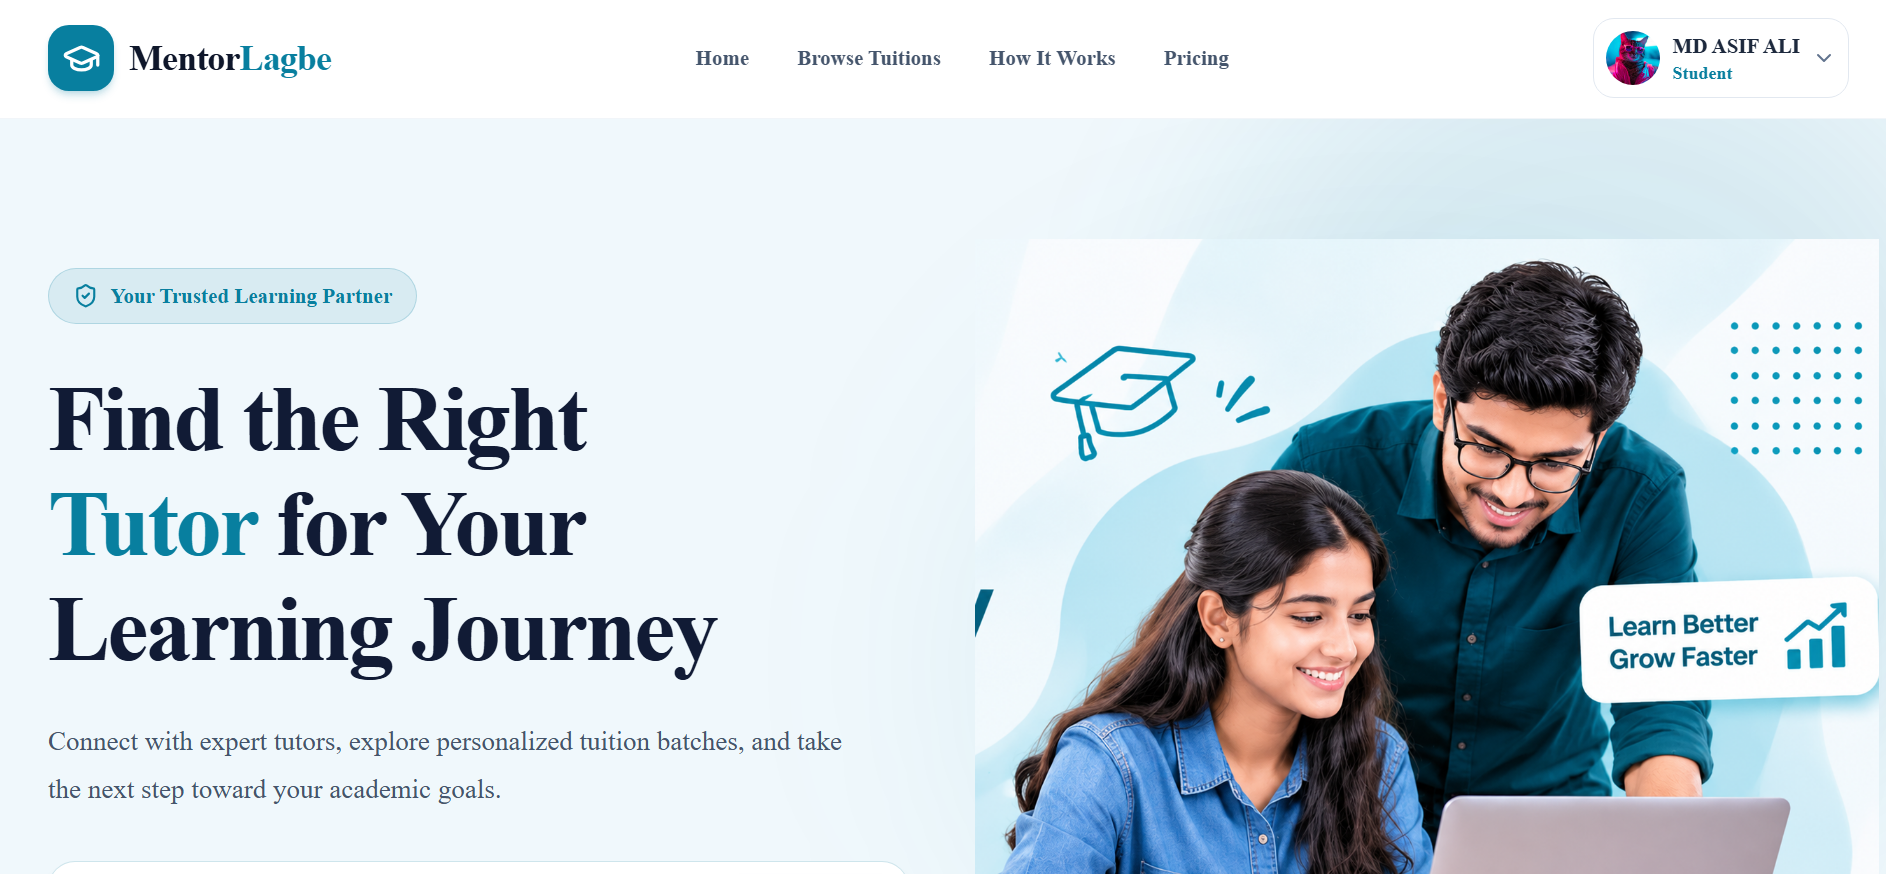 MentorLagbe
Home
Browse Tuitions
How It Works
Pricing
MD ASIF ALI
Student
Your Trusted Learning Partner
Find the Right
Tutor for Your
Learning Journey
Connect with expert tutors, explore personalized tuition batches, and take
the next step toward your academic goals.
Learn Better
Grow Faster